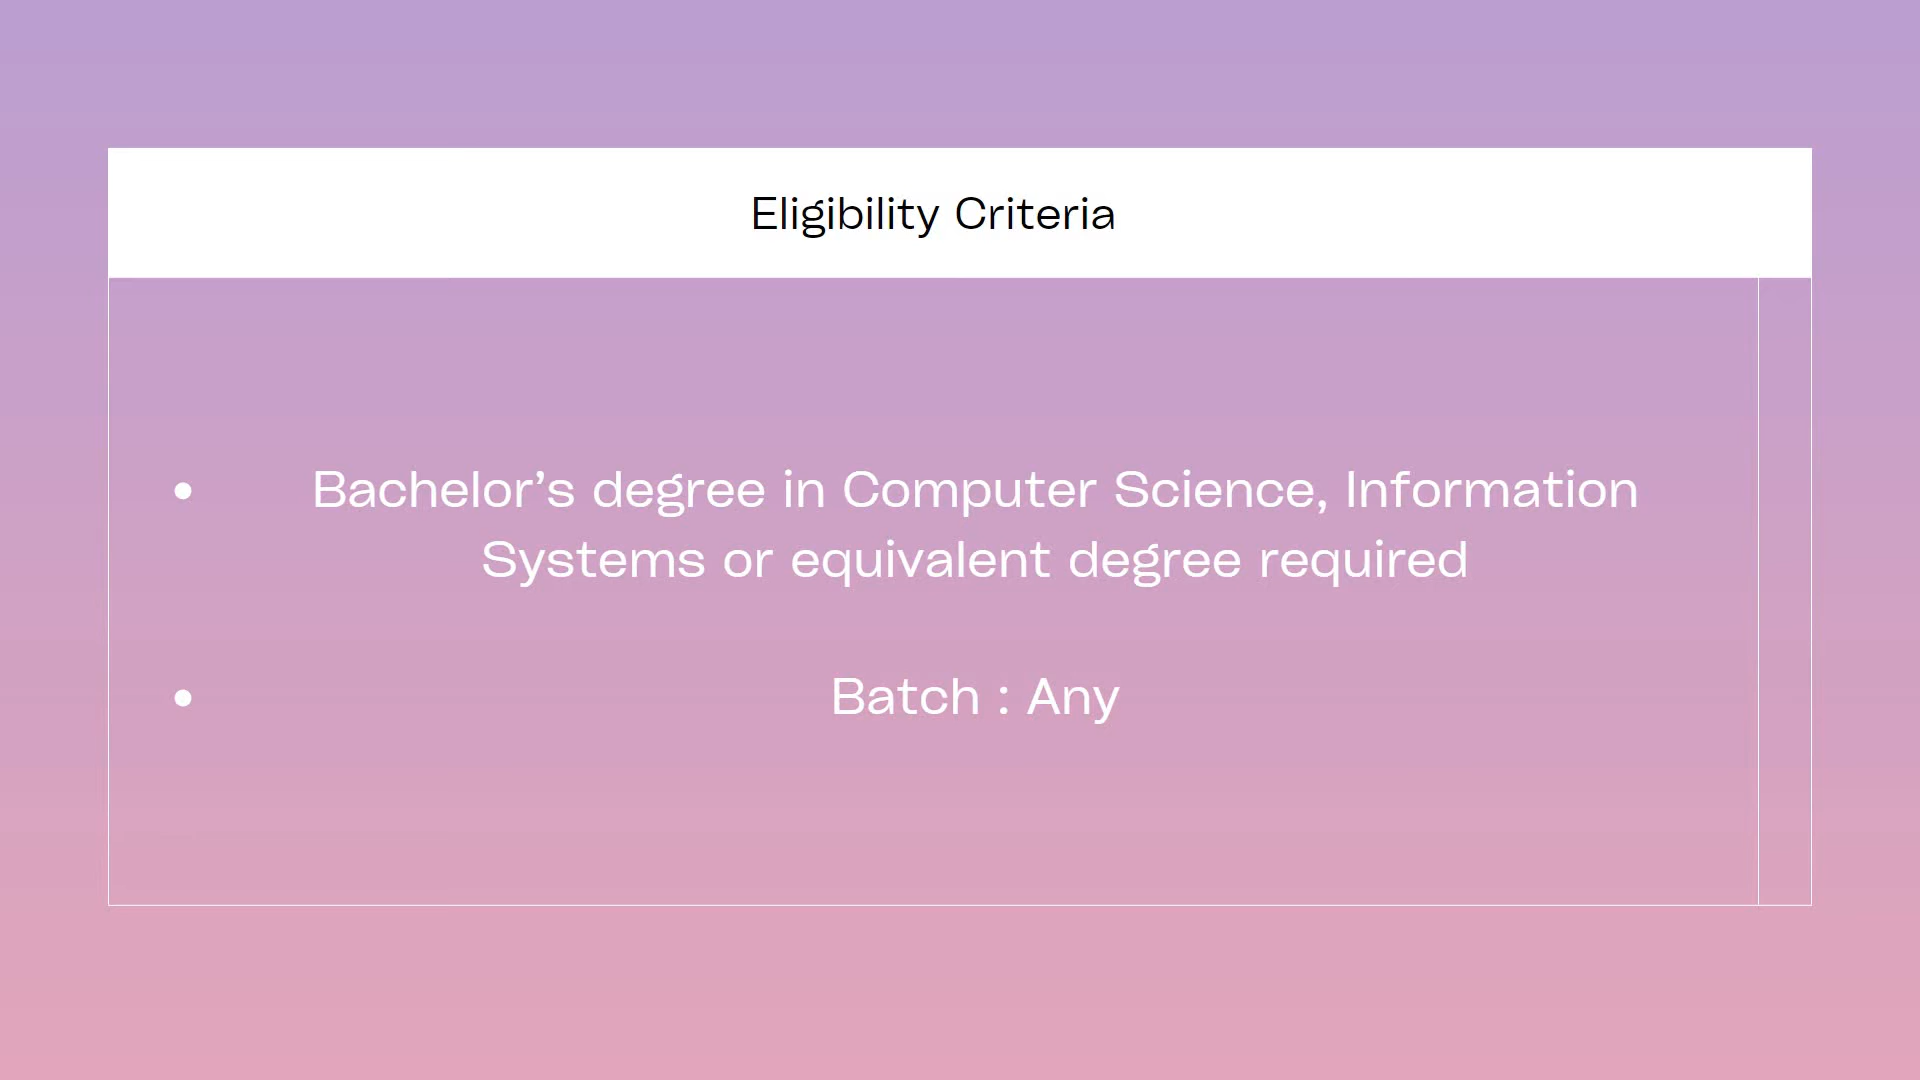 Eligibility Criteria
• Bachelor’s degree in Computer Science, Information
Systems or equivalent degree required
• Batch : Any